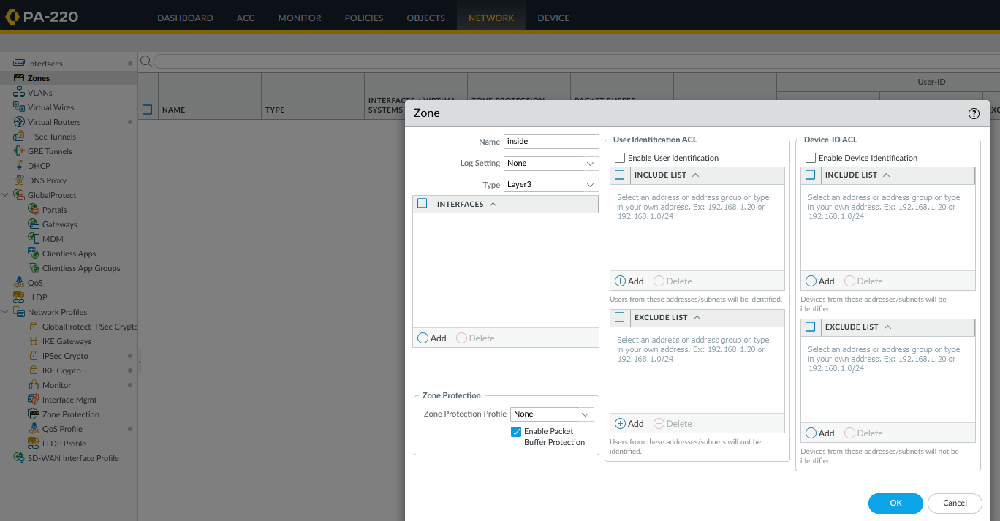 PA-220
DASHBOARD ACC MONITOR POLICIES OBJECTS NETWORK DEVICE
Interfaces
Zones
VLANs
Virtual Wires
Virtual Routers
IPSec Tunnels
GRE Tunnels
DHCP
DNS Proxy
GlobalProtect
Portals
Gateways
MDM
Clientless Apps
Clientless App Groups
QoS
LLDP
Network Profiles
GlobalProtect IPSec Crypto
IKE Gateways
IPSec Crypto
IKE Crypto
Monitor
Interface Mgmt
Zone Protection
QoS Profile
LLDP Profile
SD-WAN Interface Profile
User-ID
NAME
TYPE
INTERFACES / VIRTUAL
SYSTEMS
ZONE PROTECTION
PACKET BUFFER
Zone
Name inside
Log Setting None
Type Layer3
INTERFACES
Add Delete
Zone Protection
Zone Protection Profile None
Enable Packet
Buffer Protection
User Identification ACL
Enable User Identification
INCLUDE LIST
Select an address or address group or type
in your own address. Ex: 192.168.1.20 or
192.168.1.0/24
Add Delete
Users from these addresses/subnets will be identified.
EXCLUDE LIST
Select an address or address group or type
in your own address. Ex: 192.168.1.20 or
192.168.1.0/24
Add Delete
Users from these addresses/subnets will not be
identified.
Device-ID ACL
Enable Device Identification
INCLUDE LIST
Select an address or address group or type
in your own address. Ex: 192.168.1.20 or
192.168.1.0/24
Add Delete
Devices from these addresses/subnets will be
identified.
EXCLUDE LIST
Select an address or address group or type
in your own address. Ex: 192.168.1.20 or
192.168.1.0/24
Add Delete
Devices from these addresses/subnets will not be
identified.
OK Cancel